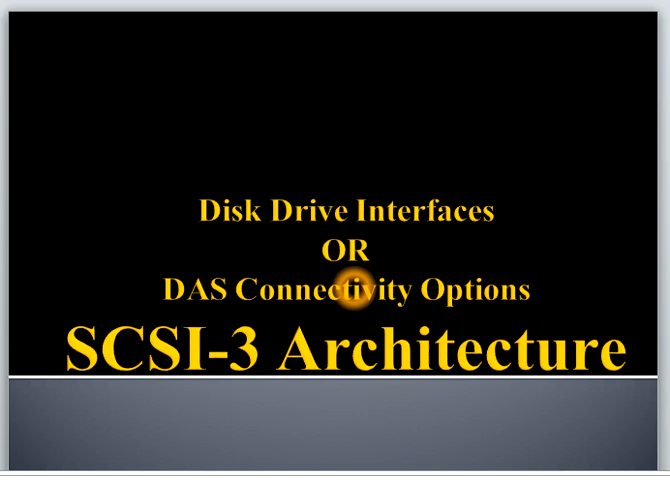 Disk Drive Interfaces
OR
DAS Connectivity Options
SCSI-3 Architecture